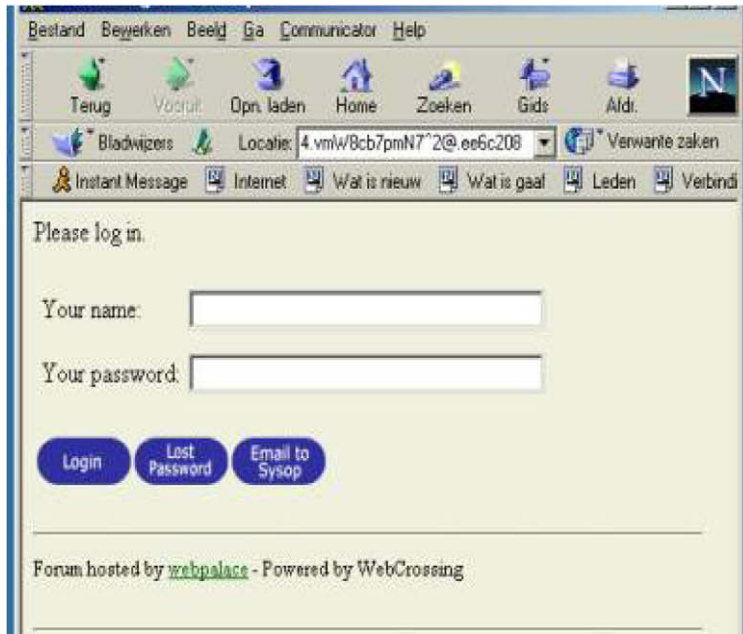 Bestand Bewerken Beeld Ga Communicator Help
Terug Vooruit Opn. laden Home Zoeken Gids Afdr. N
Bladwijzers Locatie: 4.vmW8cb7pmN7^2@.ee6c208 Verwante zaken
Instant Message Internet Wat is nieuw Wat is gaaf Leden Verbindi
Please log in.
Your name:
Your password:
Login Lost Password Email to Sysop
Forum hosted by webpalace - Powered by WebCrossing